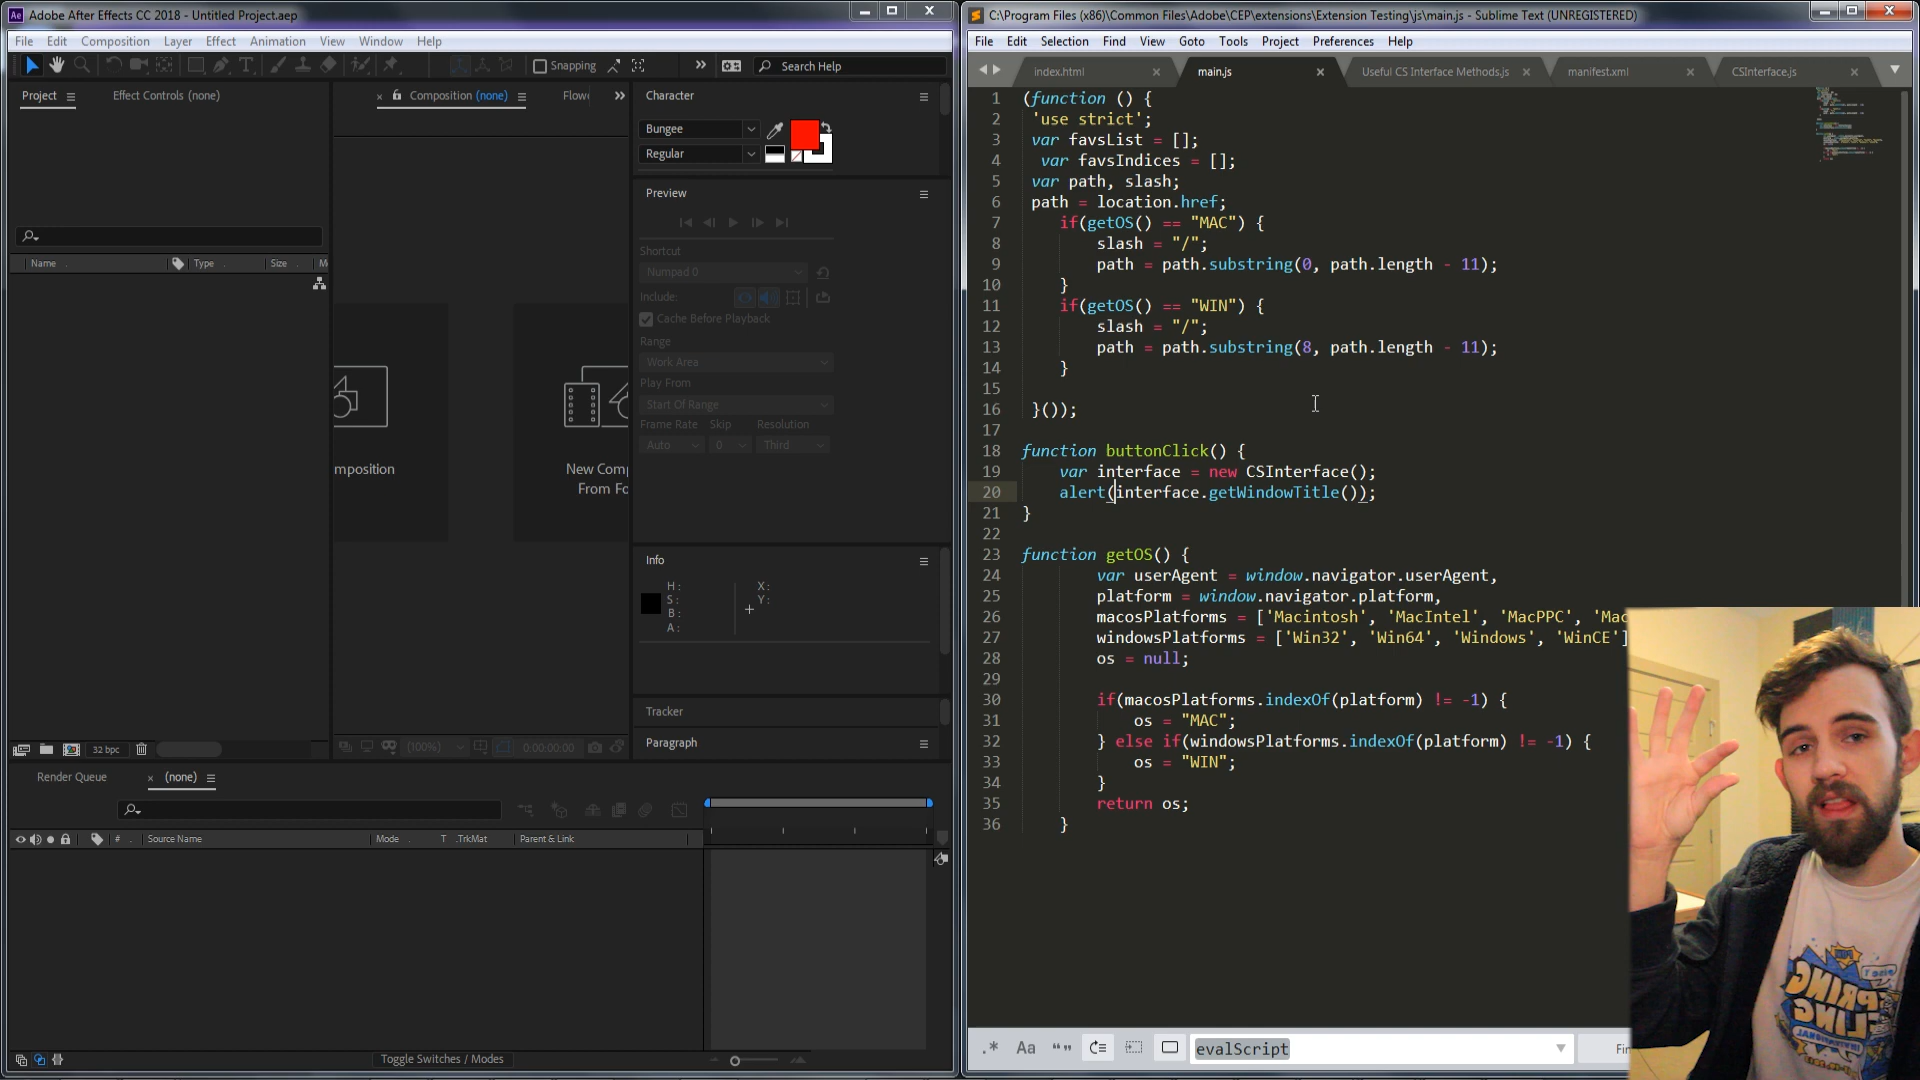 Adobe After Effects CC 2018 - Untitled Project.aep
File Edit Composition Layer Effect Animation View Window Help
Snapping
Search Help
Project
Effect Controls (none)
Composition (none)
Character
Bungee
Regular
Preview
Shortcut
Numpad 0
Include:
Cache Before Playback
Range
Work Area
Play From
Start Of Range
Frame Rate Skip Resolution
Auto 0 Third
Name Type Size M
mposition
New Comp
From Fo
Info
H :
S :
B :
A :
X :
Y :
Tracker
Paragraph
32 bpc
(100%)
0:00:00:00
Render Queue
(none)
# Source Name Mode T .TrkMat Parent & Link
Toggle Switches / Modes
C:\Program Files (x86)\Common Files\Adobe\CEP\extensions\Extension Testing\js\main.js - Sublime Text (UNREGISTERED)
File Edit Selection Find View Goto Tools Project Preferences Help
index.html
main.js
Useful CS Interface Methods.js
manifest.xml
CSInterface.js
1 (function () {
2 'use strict';
3 var favsList = [];
4 var favsIndices = [];
5 var path, slash;
6 path = location.href;
7 if(getOS() == "MAC") {
8 slash = "/";
9 path = path.substring(0, path.length - 11);
10 }
11 if(getOS() == "WIN") {
12 slash = "/";
13 path = path.substring(8, path.length - 11);
14 }
15
16 }());
17
18 function buttonClick() {
19 var interface = new CSInterface();
20 alert(interface.getWindowTitle());
21 }
22
23 function getOS() {
24 var userAgent = window.navigator.userAgent,
25 platform = window.navigator.platform,
26 macosPlatforms = ['Macintosh', 'MacIntel', 'MacPPC', 'Mac
27 windowsPlatforms = ['Win32', 'Win64', 'Windows', 'WinCE']
28 os = null;
29
30 if(macosPlatforms.indexOf(platform) != -1) {
31 os = "MAC";
32 } else if(windowsPlatforms.indexOf(platform) != -1) {
33 os = "WIN";
34 }
35 return os;
36 }
evalScript